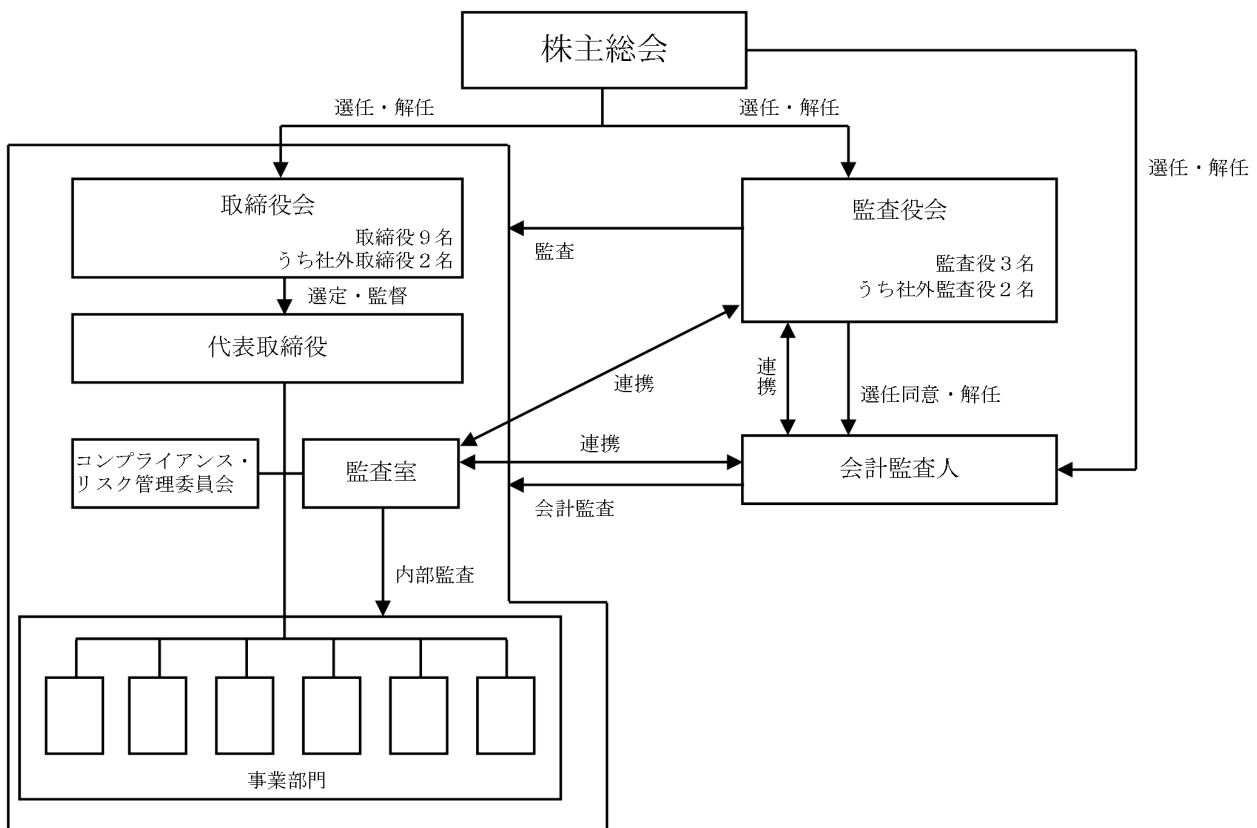 株主総会
選任・解任
選任・解任
選任・解任
取締役会
取締役９名
うち社外取締役２名
監査役会
監査役３名
うち社外監査役２名
監査
選定・監督
代表取締役
連携
連携
選任同意・解任
コンプライアンス・
リスク管理委員会
監査室
連携
会計監査人
会計監査
内部監査
事業部門